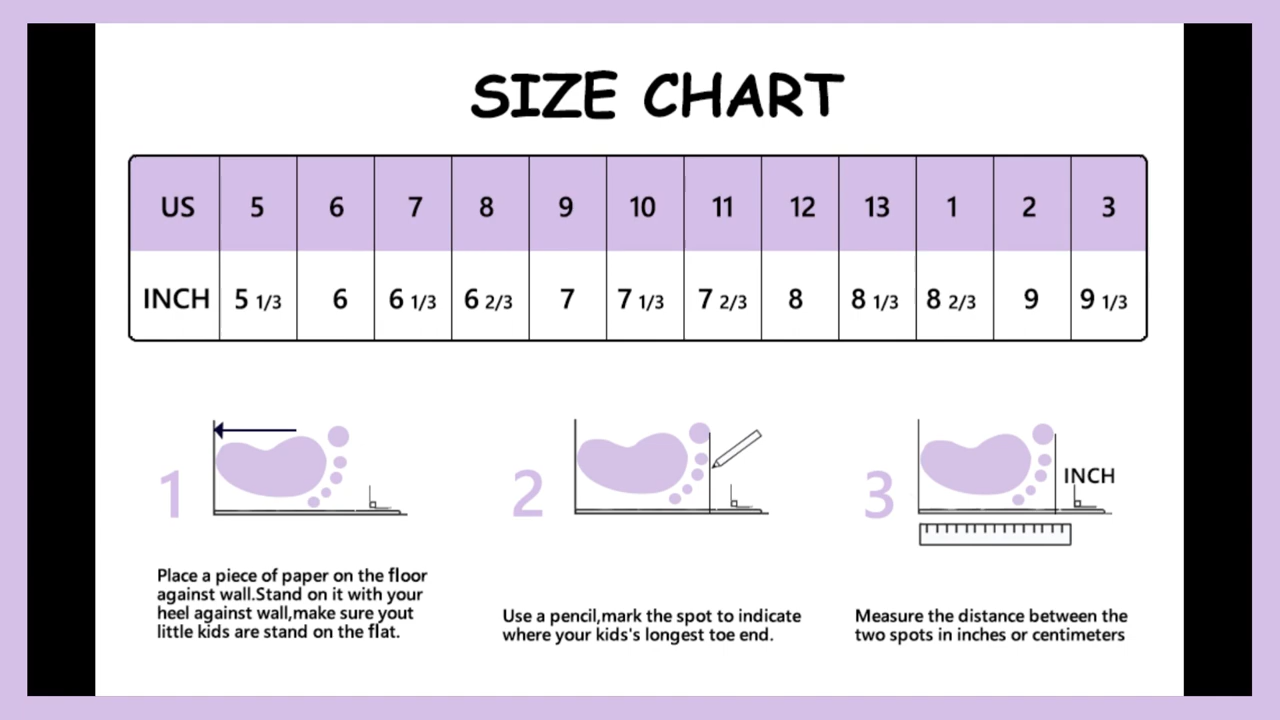 SIZE CHART
US 5 6 7 8 9 10 11 12 13 1 2 3
INCH 5 1/3 6 6 1/3 6 2/3 7 7 1/3 7 2/3 8 8 1/3 8 2/3 9 9 1/3
1
Place a piece of paper on the floor
against wall.Stand on it with your
heel against wall,make sure yout
little kids are stand on the flat.
2
Use a pencil,mark the spot to indicate
where your kids's longest toe end.
3
INCH
Measure the distance between the
two spots in inches or centimeters